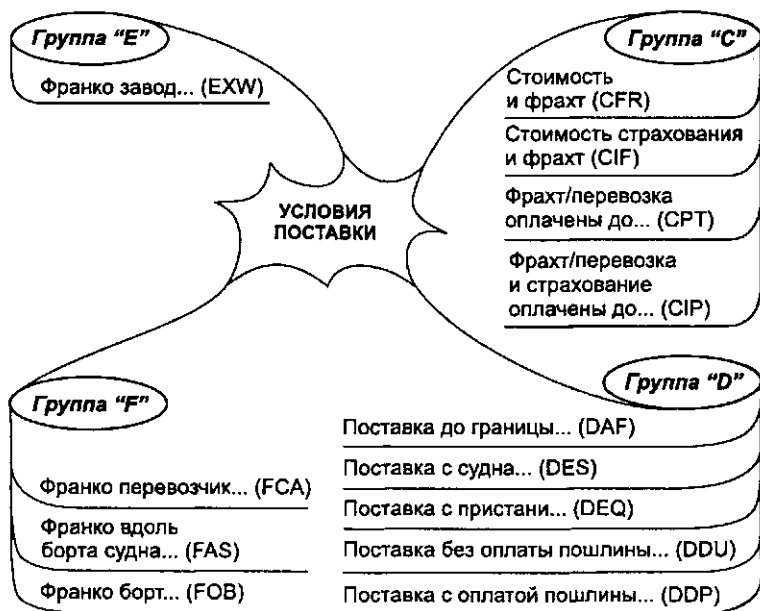 Группа “E”
Франко завод... (EXW)
Группа “C”
Стоимость
и фрахт (CFR)
Стоимость страхования
и фрахт (CIF)
Фрахт/перевозка
оплачены до... (CPT)
Фрахт/перевозка
и страхование
оплачены до... (CIP)
УСЛОВИЯ
ПОСТАВКИ
Группа “F”
Франко перевозчик... (FCA)
Франко вдоль
борта судна... (FAS)
Франко борт... (FOB)
Группа “D”
Поставка до границы... (DAF)
Поставка с судна... (DES)
Поставка с пристани... (DEQ)
Поставка без оплаты пошлины... (DDU)
Поставка с оплатой пошлины... (DDP)